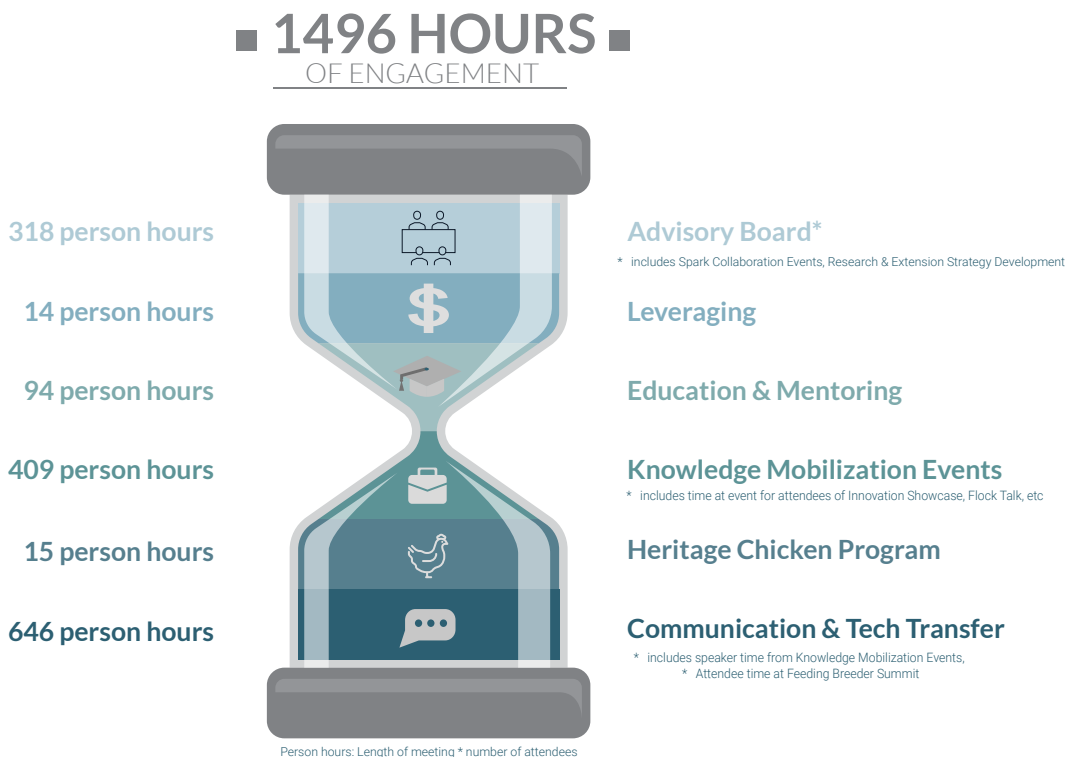 1496 HOURS
OF ENGAGEMENT
318 person hours
Advisory Board*
* includes Spark Collaboration Events, Research & Extension Strategy Development
14 person hours
Leveraging
$
94 person hours
Education & Mentoring
409 person hours
Knowledge Mobilization Events
* includes time at event for attendees of Innovation Showcase, Flock Talk, etc
15 person hours
Heritage Chicken Program
646 person hours
Communication & Tech Transfer
* includes speaker time from Knowledge Mobilization Events,
* Attendee time at Feeding Breeder Summit
Person hours: Length of meeting * number of attendees